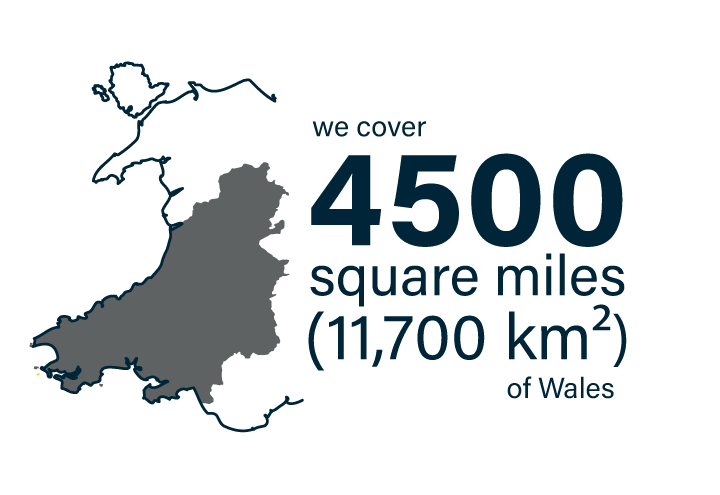 we cover
4500
square miles
(11,700 km²)
of Wales